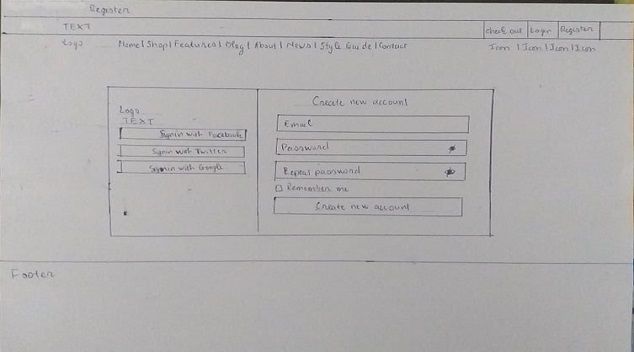 Register
TEXT
check out Login Register
Logo
Home | Shop | Features | Blog | About | News | Style Guide | Contact
Icon | Icon | Icon | Icon
Logo
TEXT
Signin with Facebook
Signin with Twitter
Signin with Google
Create new account
Email
Password
Repeat password
Remember me
Create new account
Footer